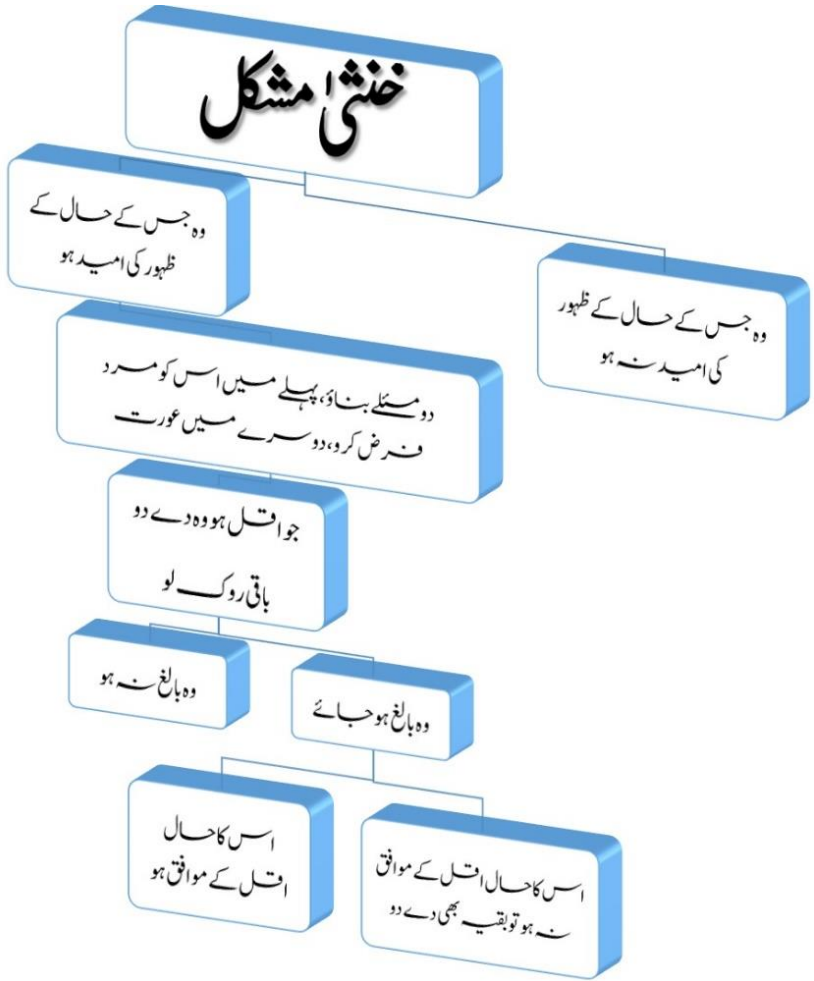 خنثیٰ مشکل
وہ جس کے حال کے ظہور
کی امید نہ ہو
وہ جس کے حال کے
ظہور کی امید ہو
دو مسئلے بناؤ، پہلے میں اس کو مرد
فرض کرو، دوسرے میں عورت
جو اقل ہو وہ دے دو
باقی روک لو
وہ بالغ ہو جائے
وہ بالغ نہ ہو
اس کا حال اقل کے موافق
نہ ہو تو بقیہ بھی دے دو
اس کا حال
اقل کے موافق ہو